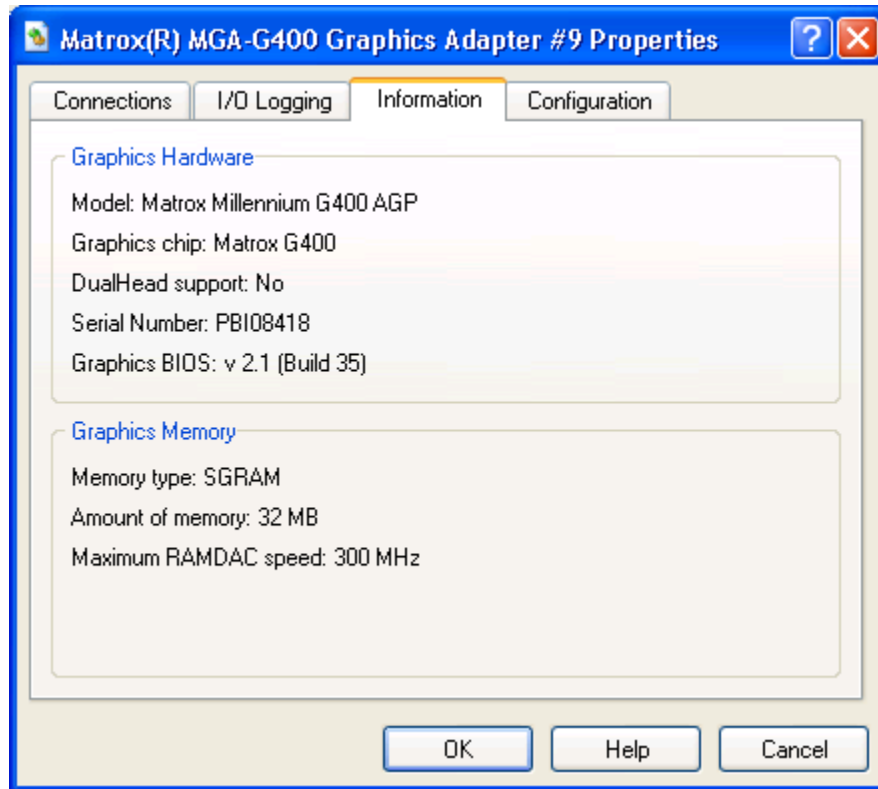 Matrox(R) MGA-G400 Graphics Adapter #9 Properties
Connections I/O Logging Information Configuration
Graphics Hardware
Model: Matrox Millennium G400 AGP
Graphics chip: Matrox G400
DualHead support: No
Serial Number: PBI08418
Graphics BIOS: v 2.1 (Build 35)
Graphics Memory
Memory type: SGRAM
Amount of memory: 32 MB
Maximum RAMDAC speed: 300 MHz
OK Help Cancel